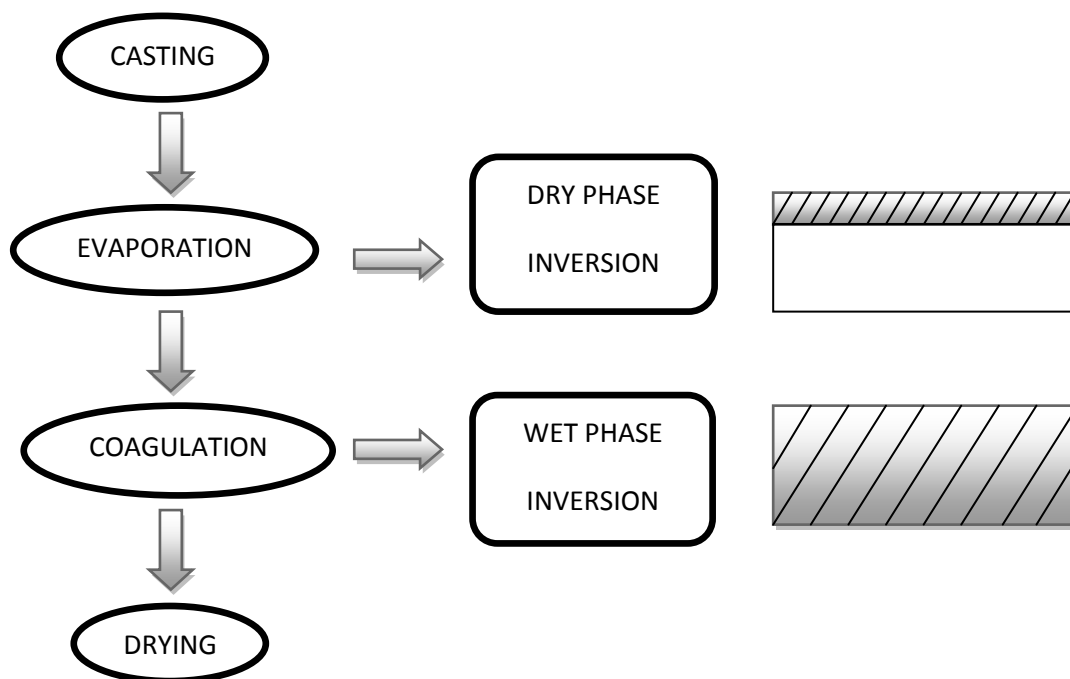 CASTING
EVAPORATION
DRY PHASE
INVERSION
COAGULATION
WET PHASE
INVERSION
DRYING